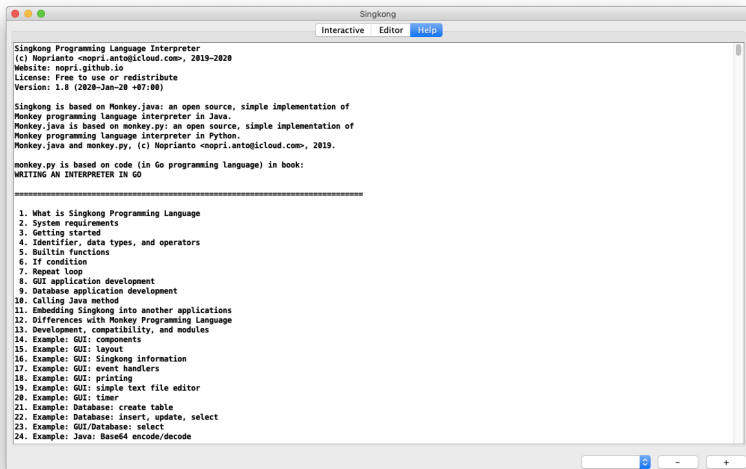 Singkong
Interactive Editor Help
Singkong Programming Language Interpreter
(c) Noprianto <nopri.anto@icloud.com>, 2019-2020
Website: nopri.github.io
License: Free to use or redistribute
Version: 1.8 (2020-Jan-20 +07:00)
Singkong is based on Monkey.java: an open source, simple implementation of
Monkey programming language interpreter in Java.
Monkey.java is based on monkey.py: an open source, simple implementation of
Monkey programming language interpreter in Python.
Monkey.java and monkey.py, (c) Noprianto <nopri.anto@icloud.com>, 2019.
monkey.py is based on code (in Go programming language) in book:
WRITING AN INTERPRETER IN GO
=============================================================================
1. What is Singkong Programming Language
2. System requirements
3. Getting started
4. Identifier, data types, and operators
5. Builtin functions
6. If condition
7. Repeat loop
8. GUI application development
9. Database application development
10. Calling Java method
11. Embedding Singkong into another applications
12. Differences with Monkey Programming Language
13. Development, compatibility, and modules
14. Example: GUI: components
15. Example: GUI: layout
16. Example: GUI: Singkong information
17. Example: GUI: event handlers
18. Example: GUI: printing
19. Example: GUI: simple text file editor
20. Example: GUI: timer
21. Example: Database: create table
22. Example: Database: insert, update, select
23. Example: GUI/Database: select
24. Example: Java: Base64 encode/decode
- +